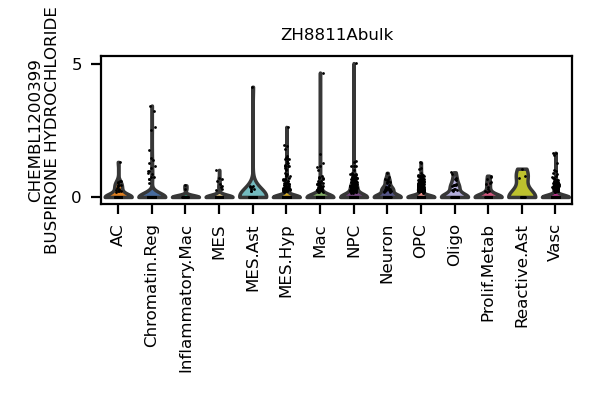 ZH8811Abulk
CHEMBL1200399
BUSPIRONE HYDROCHLORIDE
5
0
AC
Chromatin.Reg
Inflammatory.Mac
MES
MES.Ast
MES.Hyp
Mac
NPC
Neuron
OPC
Oligo
Prolif.Metab
Reactive.Ast
Vasc